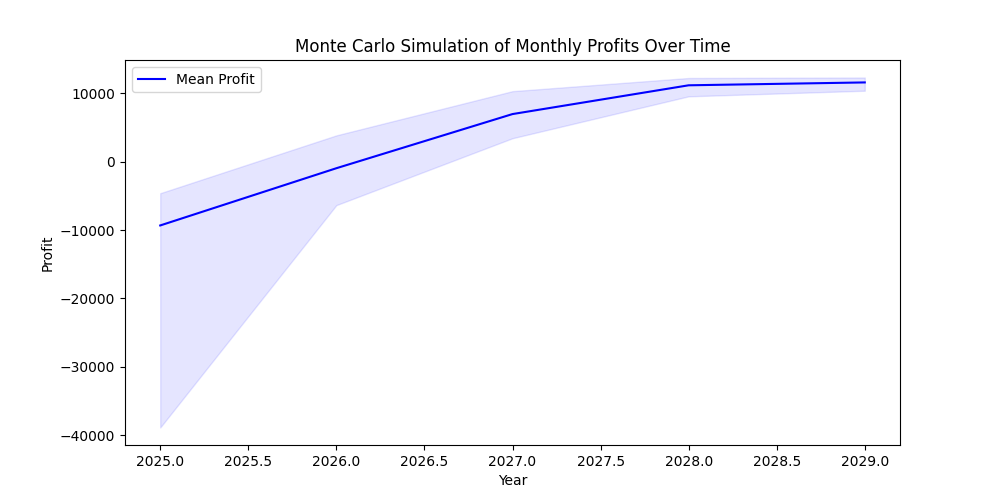 Monte Carlo Simulation of Monthly Profits Over Time
Mean Profit
10000
0
−10000
−20000
−30000
−40000
Profit
2025.0 2025.5 2026.0 2026.5 2027.0 2027.5 2028.0 2028.5 2029.0
Year